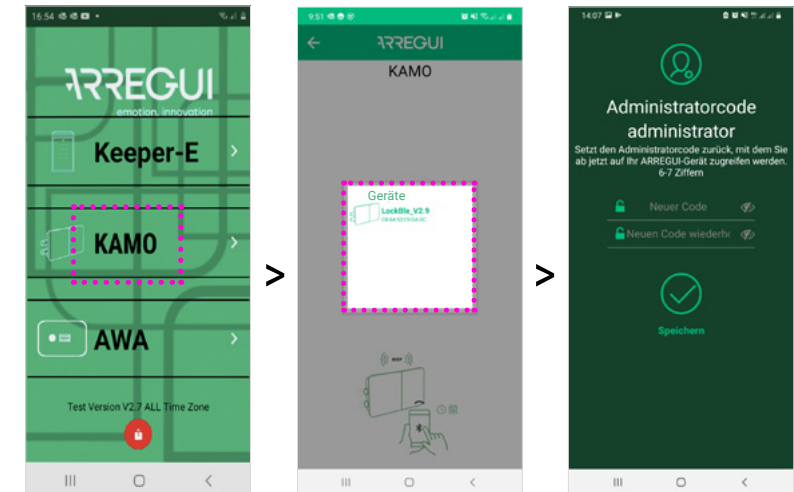 16:54
ARREGUI
emotion. innovation
Keeper-E
KAMO
AWA
Test Version V2.7 ALL Time Zone
>
9:51
ARREGUI
KAMO
Geräte
LockBle_V2.9
BEEP
>
14:07
Administratorcode
administrator
Setzt den Administratorcode zurück, mit dem Sie
ab jetzt auf Ihr ARREGUI-Gerät zugreifen werden.
6-7 Ziffern
Neuer Code
Neuen Code wiederh
Speichern